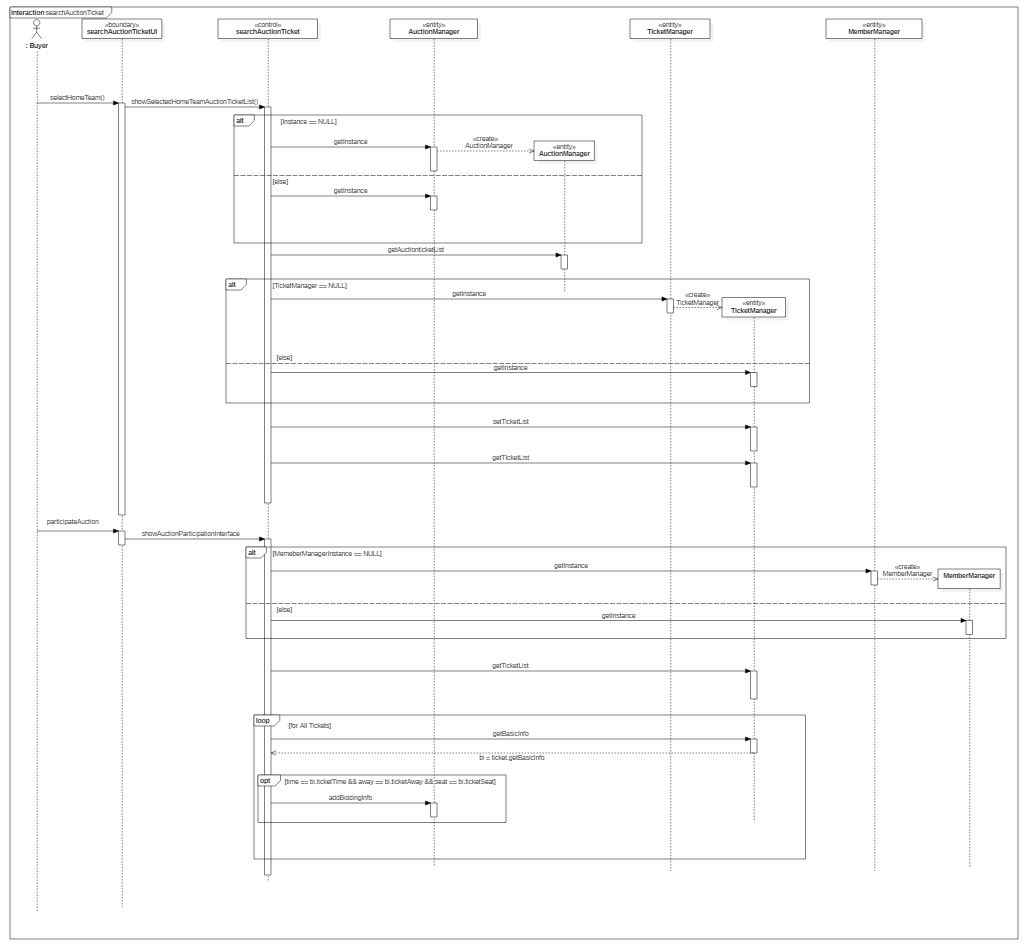 interaction searchAuctionTicket
«boundary»
searchAuctionTicketUI
«control»
searchAuctionTicket
«entity»
AuctionManager
«entity»
TicketManager
«entity»
MemberManager
: Buyer
selectHomeTeam()
showSelectedHomeTeamAuctionTicketList()
alt
[Instance == NULL]
getInstance
«create»
AuctionManager
«entity»
AuctionManager
[else]
getInstance
getAuctionticketList
alt
[TicketManager == NULL]
getInstance
«create»
TicketManager
«entity»
TicketManager
[else]
getInstance
setTicketList
getTicketList
participateAuction
showAuctionParticipationInterface
alt
[MemeberManagerInstance == NULL]
getInstance
«create»
MemberManager
MemberManager
[else]
getInstance
getTicketList
loop
[for All Tickets]
getBasicInfo
bi = ticket.getBasicInfo
opt
[time == bi.ticketTime && away == bi.ticketAway && seat == bi.ticketSeat]
addBiddingInfo